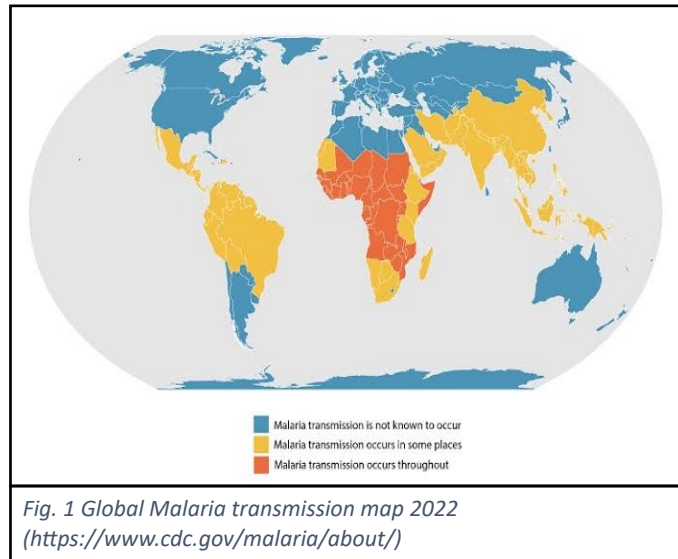 Malaria transmission is not known to occur
Malaria transmission occurs in some places
Malaria transmission occurs throughout
Fig. 1 Global Malaria transmission map 2022
(https://www.cdc.gov/malaria/about/)